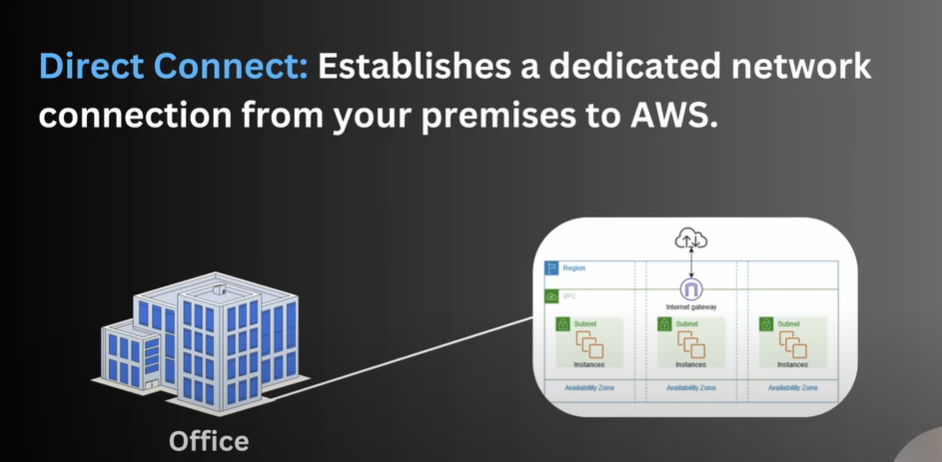 Direct Connect: Establishes a dedicated network
connection from your premises to AWS.
Region
VPC
Internet gateway
Subnet
Subnet
Subnet
Instances
Instances
Instances
Availability Zone
Availability Zone
Availability Zone
Office